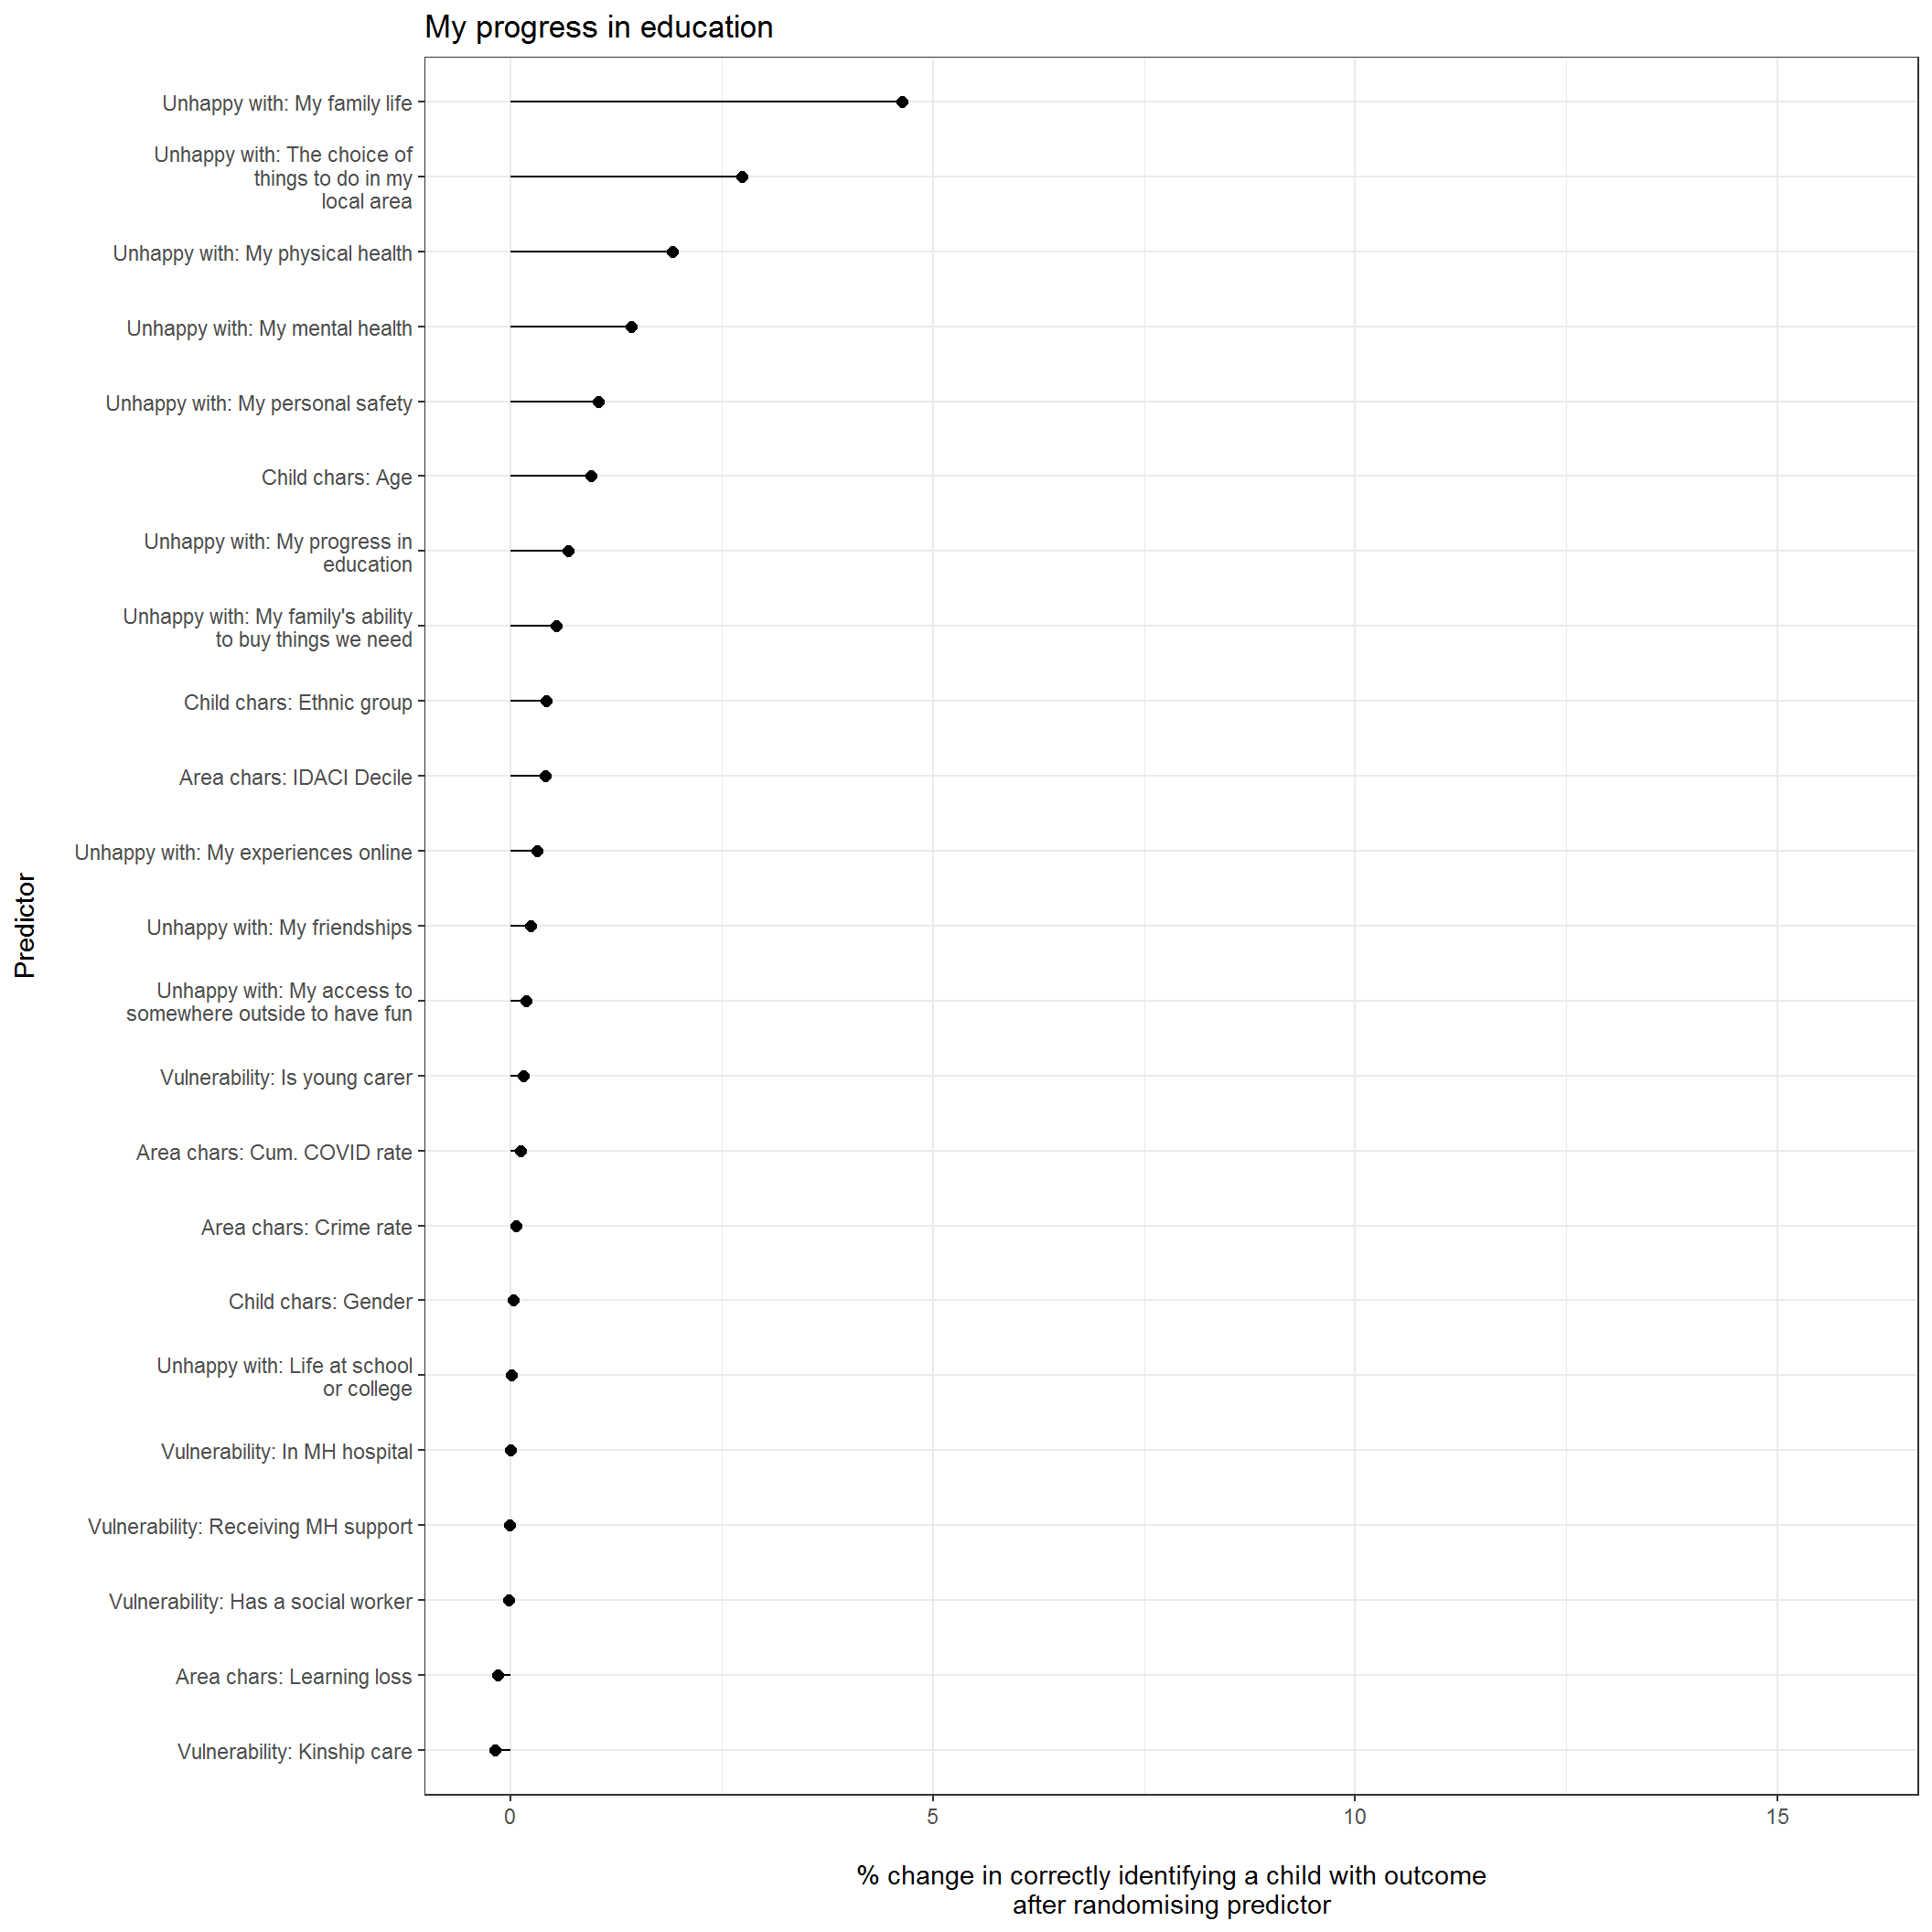 My progress in education
Unhappy with: My family life
Unhappy with: The choice of
things to do in my
local area
Unhappy with: My physical health
Unhappy with: My mental health
Unhappy with: My personal safety
Child chars: Age
Unhappy with: My progress in
education
Unhappy with: My family's ability
to buy things we need
Child chars: Ethnic group
Area chars: IDACI Decile
Unhappy with: My experiences online
Unhappy with: My friendships
Unhappy with: My access to
somewhere outside to have fun
Vulnerability: Is young carer
Area chars: Cum. COVID rate
Area chars: Crime rate
Child chars: Gender
Unhappy with: Life at school
or college
Vulnerability: In MH hospital
Vulnerability: Receiving MH support
Vulnerability: Has a social worker
Area chars: Learning loss
Vulnerability: Kinship care
Predictor
0 5 10 15
% change in correctly identifying a child with outcome
after randomising predictor